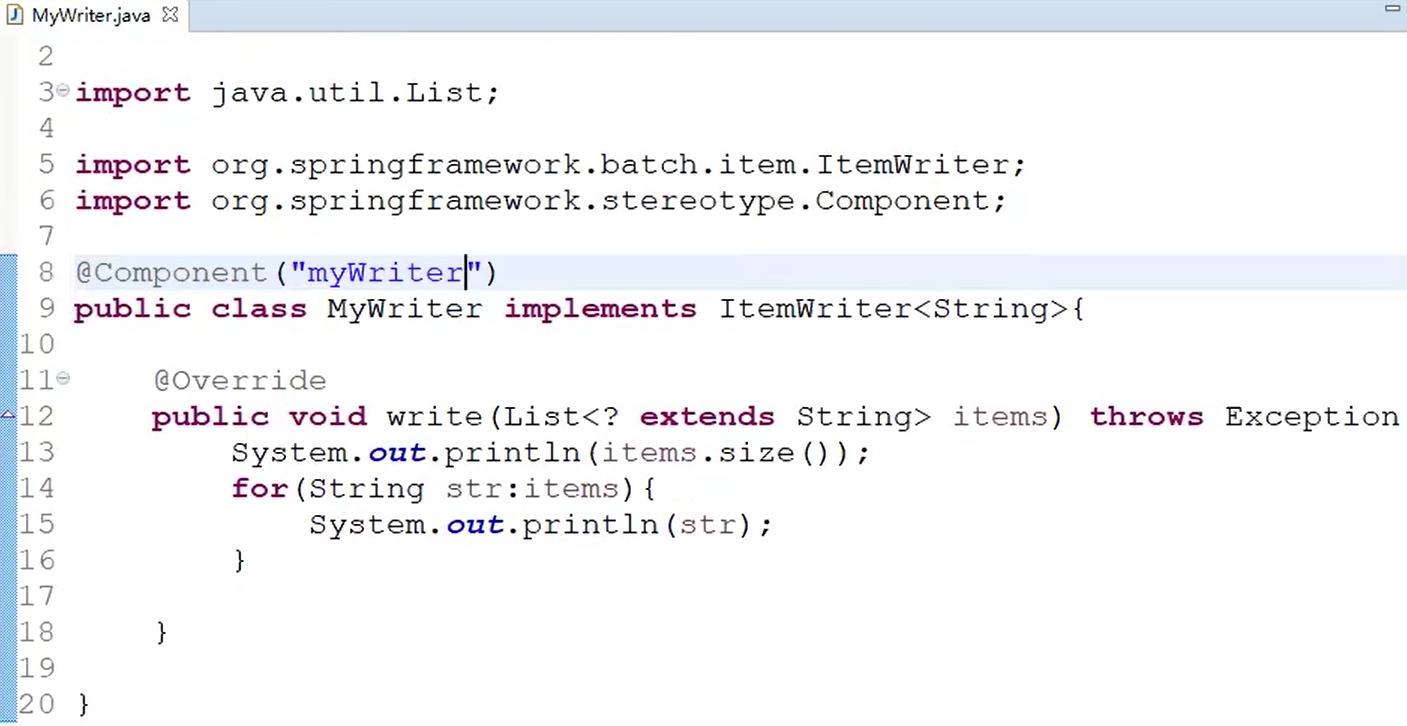 MyWriter.java
2
3 import java.util.List;
4
5 import org.springframework.batch.item.ItemWriter;
6 import org.springframework.stereotype.Component;
7
8 @Component("myWriter")
9 public class MyWriter implements ItemWriter<String>{
10
11     @Override
12     public void write(List<? extends String> items) throws Exception
13         System.out.println(items.size());
14         for(String str:items){
15             System.out.println(str);
16         }
17
18     }
19
20 }